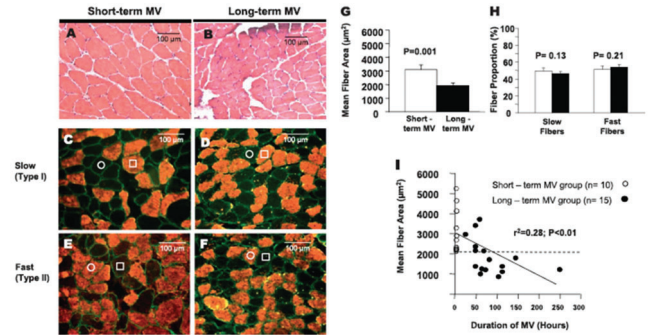 Short-term MV
Long-term MV
A
100 μm
B
100 μm
Slow
(Type I)
C
100 μm
D
100 μm
Fast
(Type II)
E
100 μm
F
100 μm
G
Mean Fiber Area (μm²)
6000
5000
4000
3000
2000
1000
0
P=0.001
Short -
term MV
Long -
term MV
H
Fiber Proportion (%)
100
80
60
40
20
0
P= 0.13
P= 0.21
Slow
Fibers
Fast
Fibers
I
Mean Fiber Area (μm²)
6000
5000
4000
3000
2000
1000
0
Short – term MV group (n= 10)
Long – term MV group (n= 15)
r²=0.28; P<0.01
0
50
100
150
200
250
300
Duration of MV (Hours)